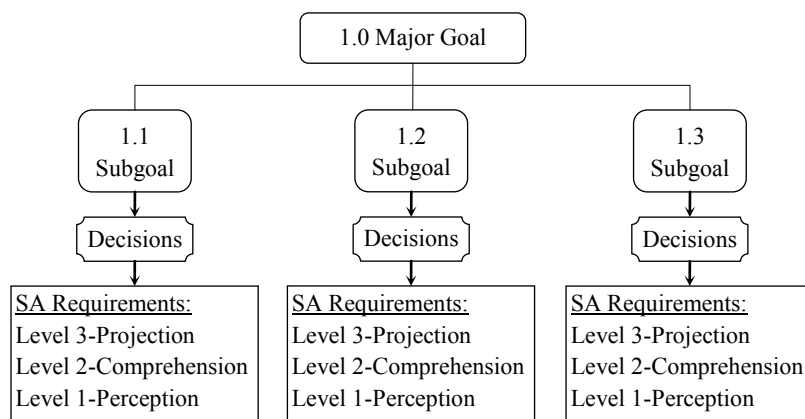 1.0 Major Goal
1.1
Subgoal
1.2
Subgoal
1.3
Subgoal
Decisions
Decisions
Decisions
SA Requirements:
Level 3-Projection
Level 2-Comprehension
Level 1-Perception
SA Requirements:
Level 3-Projection
Level 2-Comprehension
Level 1-Perception
SA Requirements:
Level 3-Projection
Level 2-Comprehension
Level 1-Perception